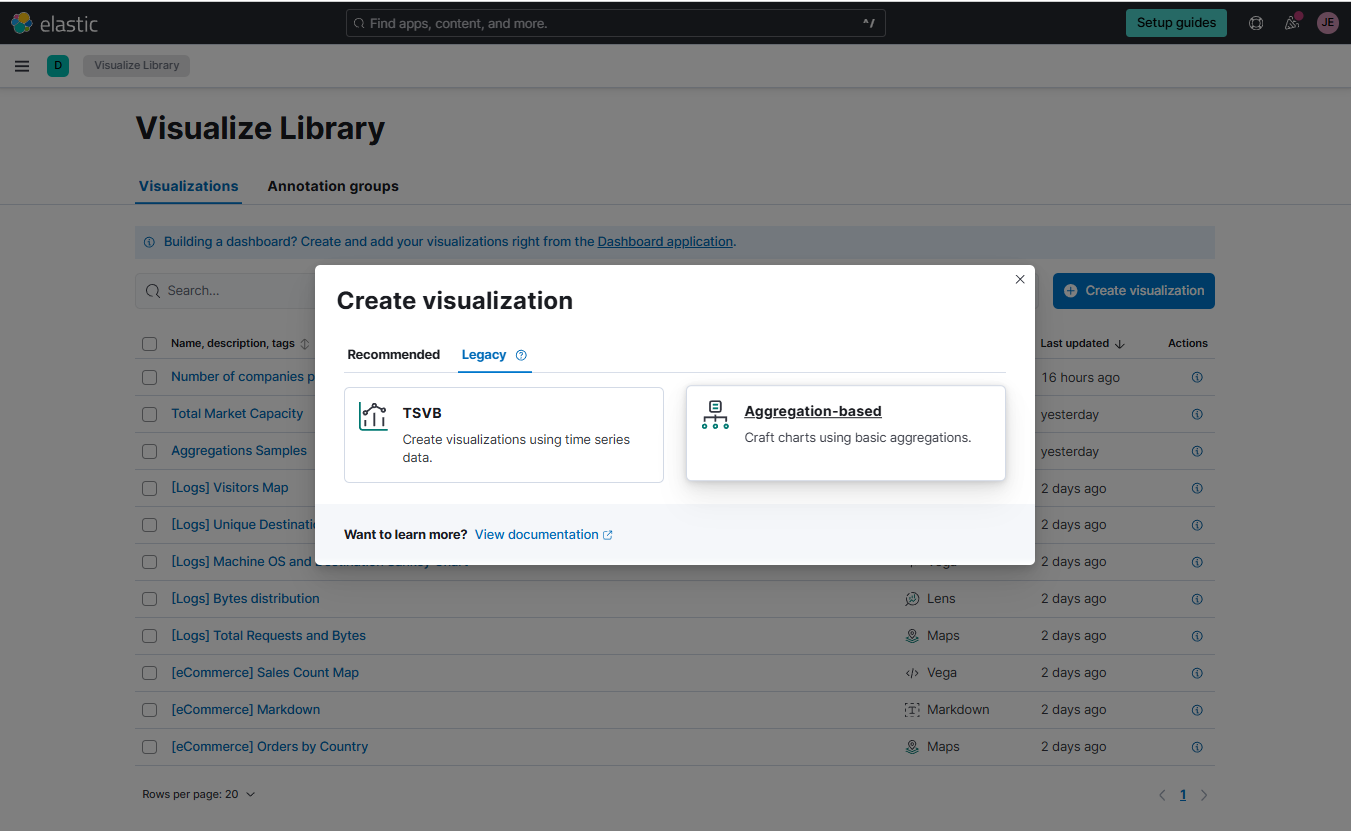 elastic
Find apps, content, and more.
^/
Setup guides
JE
D
Visualize Library
Visualize Library
Visualizations
Annotation groups
Building a dashboard? Create and add your visualizations right from the Dashboard application.
Search...
Create visualization
Create visualization
Recommended
Legacy
TSVB
Create visualizations using time series
data.
Aggregation-based
Craft charts using basic aggregations.
Want to learn more? View documentation
Name, description, tags
Last updated
Actions
Number of companies p
16 hours ago
Total Market Capacity
yesterday
Aggregations Samples
yesterday
[Logs] Visitors Map
2 days ago
[Logs] Unique
2 days ago
[Logs] Machine OS and
2 days ago
[Logs] Bytes distribution
Lens
2 days ago
[Logs] Total Requests and Bytes
Maps
2 days ago
[eCommerce] Sales Count Map
Vega
2 days ago
[eCommerce] Markdown
Markdown
2 days ago
[eCommerce] Orders by Country
Maps
2 days ago
Rows per page: 20
1